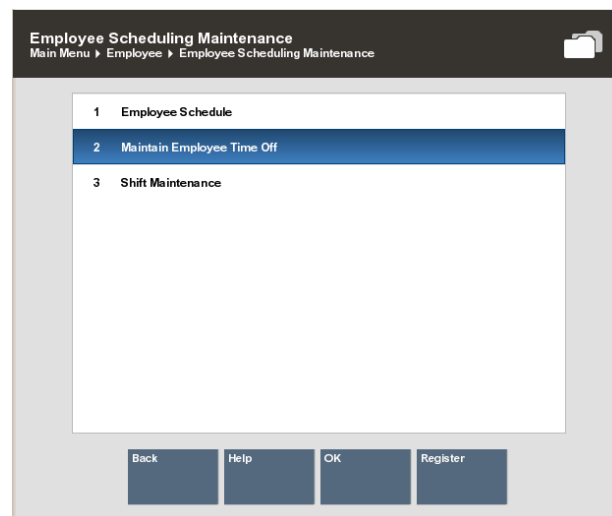 Employee Scheduling Maintenance
Main Menu ▸ Employee ▸ Employee Scheduling Maintenance
1 Employee Schedule
2 Maintain Employee Time Off
3 Shift Maintenance
Back Help OK Register